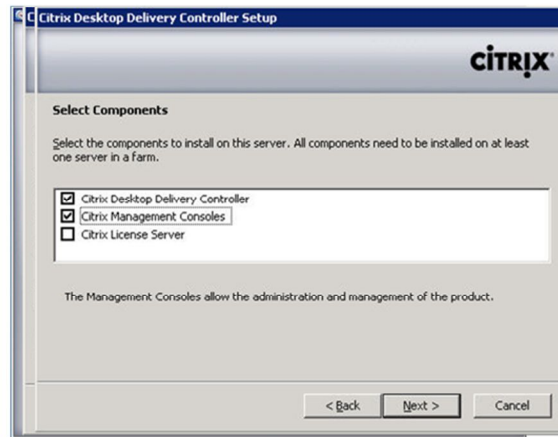 Citrix Desktop Delivery Controller Setup
CİTRİX
Select Components
Select the components to install on this server. All components need to be installed on at least
one server in a farm.
Citrix Desktop Delivery Controller
Citrix Management Consoles
Citrix License Server
The Management Consoles allow the administration and management of the product.
< Back
Next >
Cancel